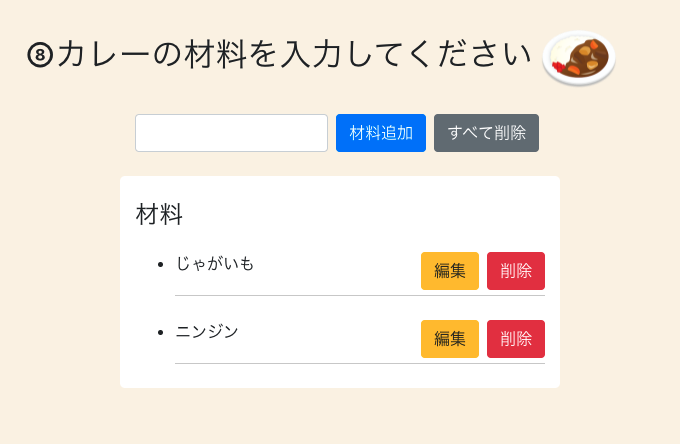 ⑧カレーの材料を入力してください
材料追加 すべて削除
材料
じゃがいも 編集 削除
ニンジン 編集 削除